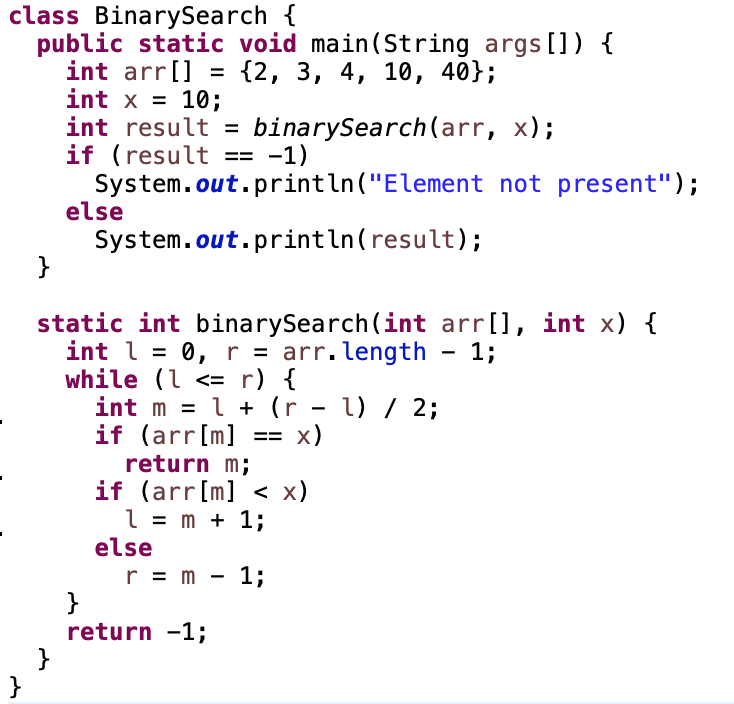 class BinarySearch {
  public static void main(String args[]) {
    int arr[] = {2, 3, 4, 10, 40};
    int x = 10;
    int result = binarySearch(arr, x);
    if (result == -1)
      System.out.println("Element not present");
    else
      System.out.println(result);
  }

  static int binarySearch(int arr[], int x) {
    int l = 0, r = arr.length - 1;
    while (l <= r) {
      int m = l + (r - l) / 2;
      if (arr[m] == x)
        return m;
      if (arr[m] < x)
        l = m + 1;
      else
        r = m - 1;
    }
    return -1;
  }
}